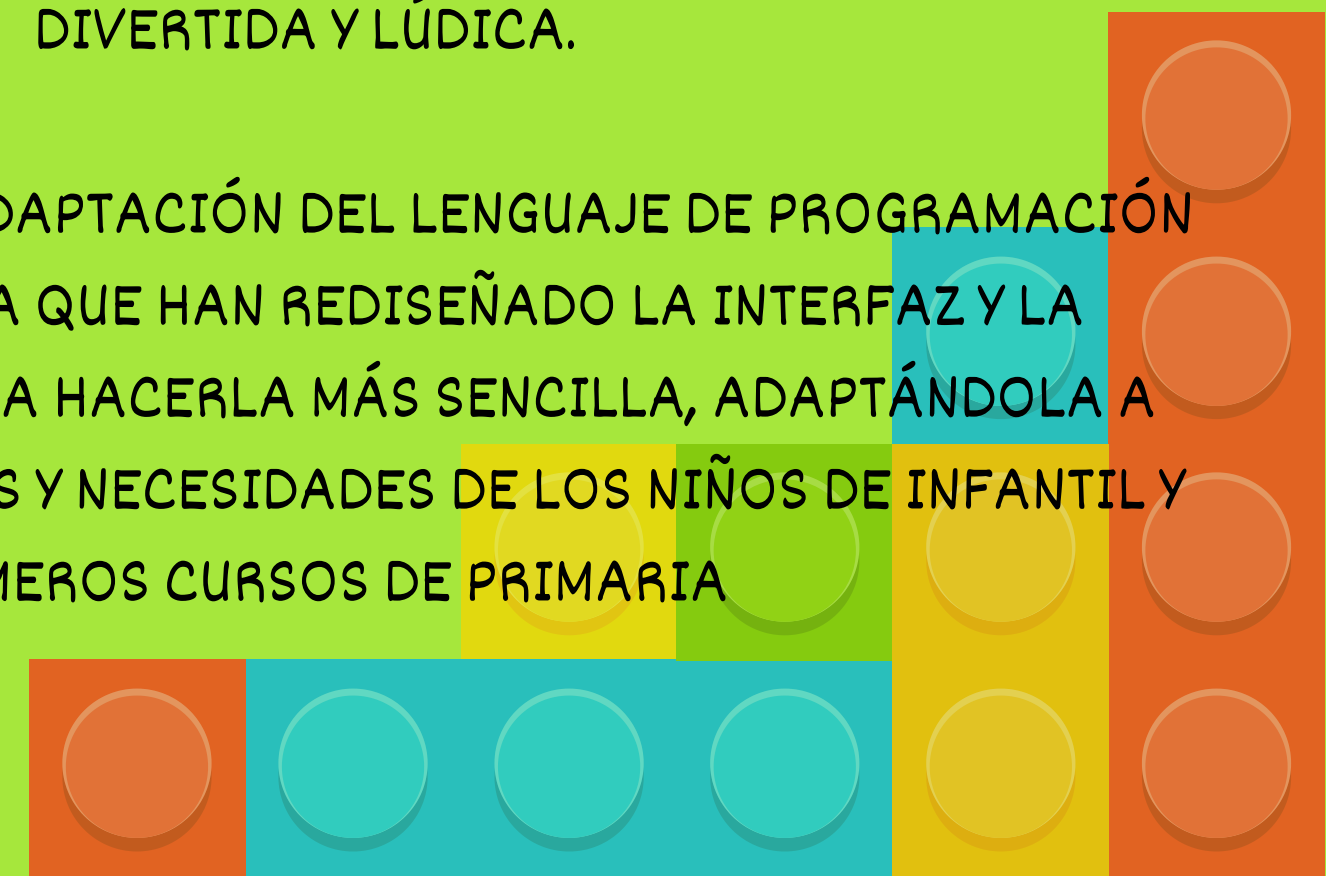 DIVERTIDA Y LÚDICA.
DAPTACIÓN DEL LENGUAJE DE PROGRAMACIÓN
A QUE HAN REDISEÑADO LA INTERFAZ Y LA
A HACERLA MÁS SENCILLA, ADAPTÁNDOLA A
S Y NECESIDADES DE LOS NIÑOS DE INFANTIL Y
MEROS CURSOS DE PRIMARIA